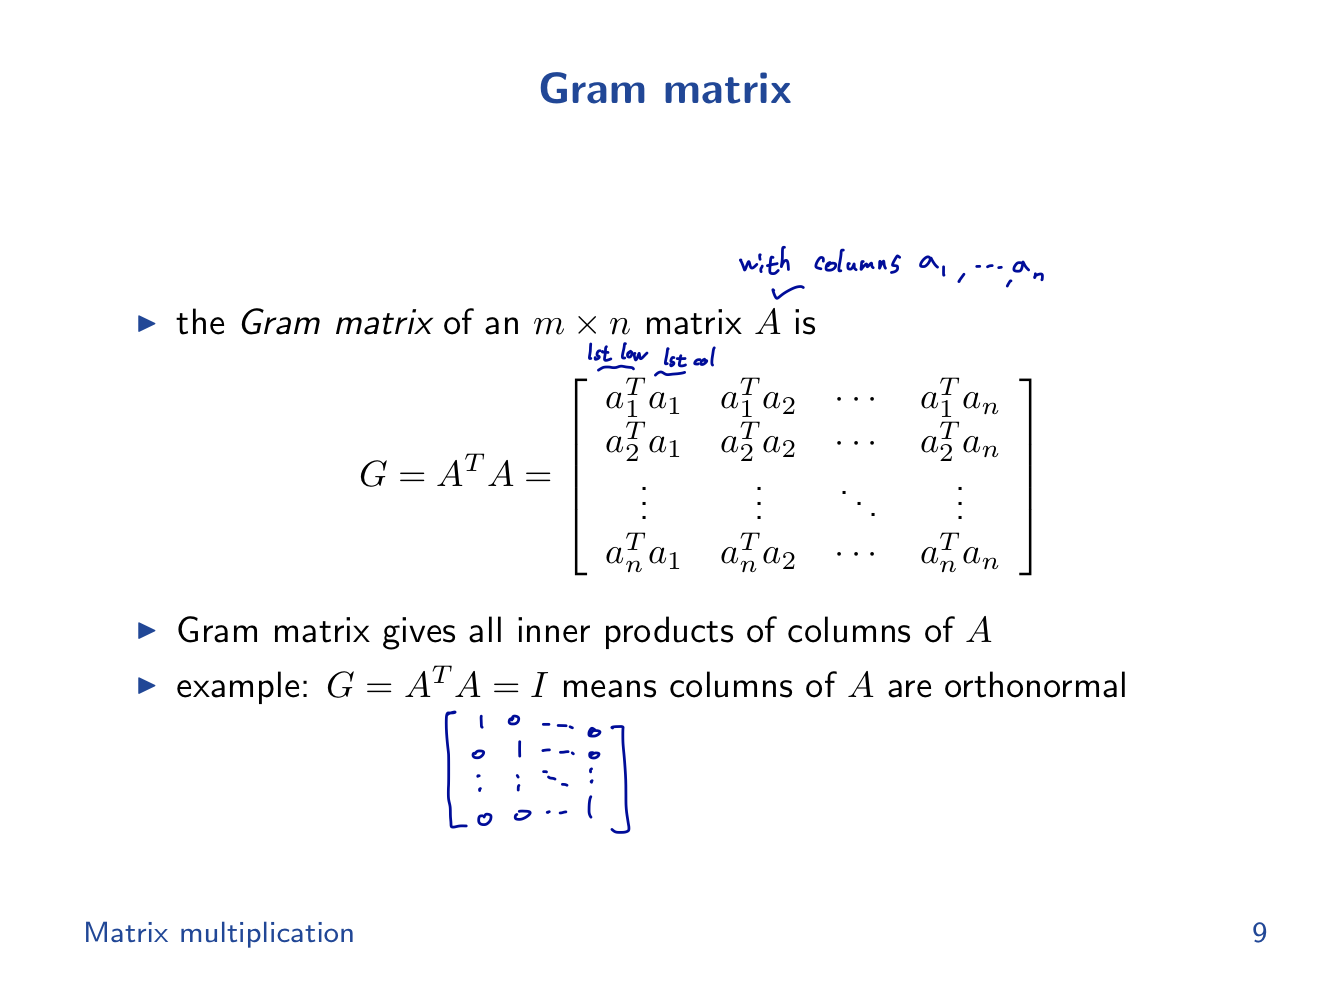 Gram matrix
with columns a₁, ⋯, aₙ
▶ the Gram matrix of an m × n matrix A is
1st low 1st col
G = AᵀA = [ a₁ᵀa₁ a₁ᵀa₂ ⋯ a₁ᵀaₙ
a₂ᵀa₁ a₂ᵀa₂ ⋯ a₂ᵀaₙ
⋮ ⋮ ⋱ ⋮
aₙᵀa₁ aₙᵀa₂ ⋯ aₙᵀaₙ ]
▶ Gram matrix gives all inner products of columns of A
▶ example: G = AᵀA = I means columns of A are orthonormal
[ 1 0 ⋯ 0
0 1 ⋯ 0
⋮ ⋮ ⋱ ⋮
0 0 ⋯ 1 ]
Matrix multiplication 9